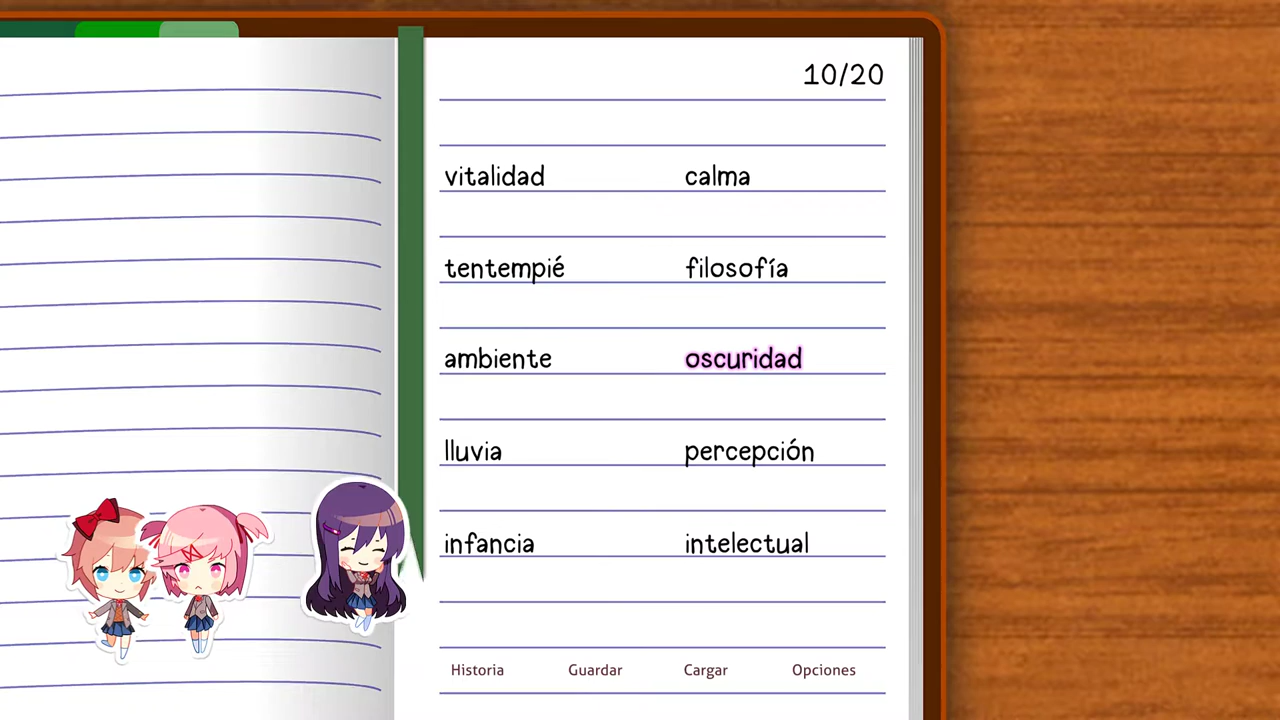 10/20
vitalidad calma
tentempié filosofía
ambiente oscuridad
lluvia percepción
infancia intelectual
Historia Guardar Cargar Opciones